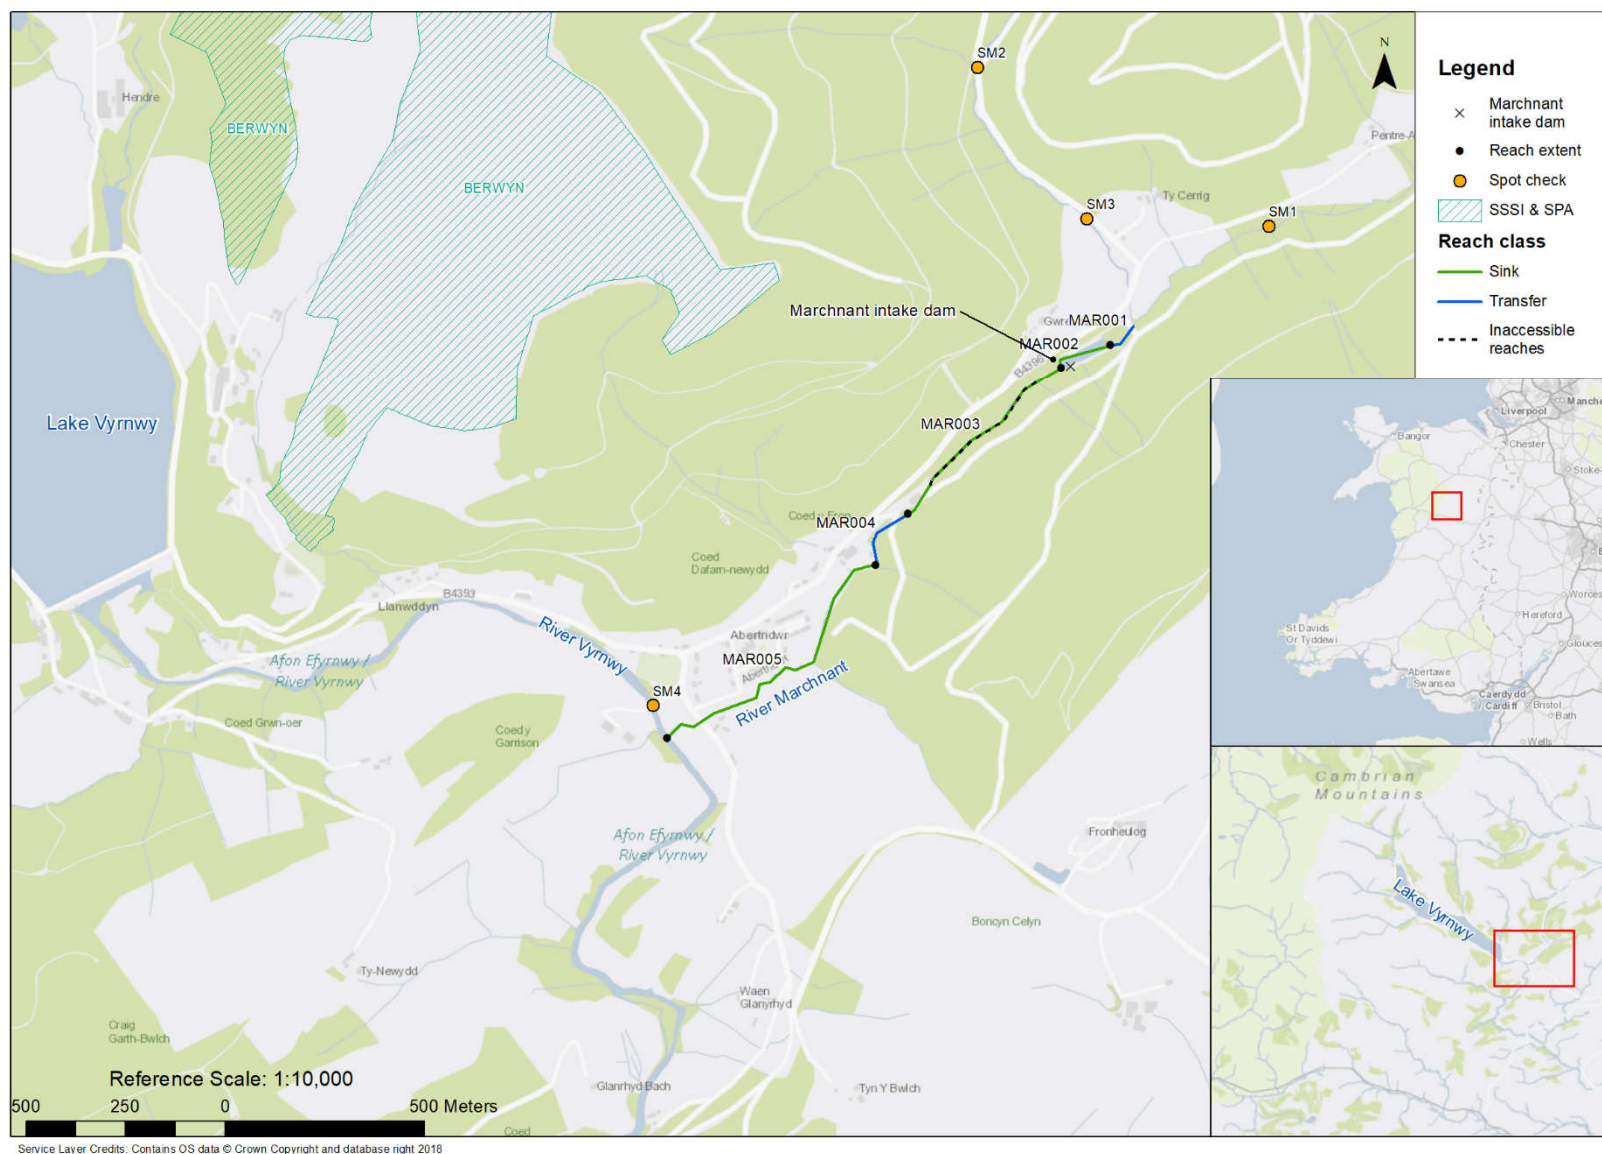 Hendre
BERWYN
BERWYN
SM2
Ty Cerrig
SM3
SM1
Marchnant intake dam
MAR001
MAR002
B4396
MAR003
Lake Vyrnwy
MAR004
Coed
Dafarn-newydd
Llanwddyn
B4393
River Vyrnwy
Abertridwr
MAR005
River Marchnant
Afon Efyrnwy /
River Vyrnwy
SM4
Coed Grwn-oer
Coed y
Garrison
Afon Efyrnwy /
River Vyrnwy
Fronheulog
Boncyn Celyn
Ty-Newydd
Waen
Glanyrhyd
Craig
Garth-Bwlch
Glanrhyd Bach
Tyn Y Bwlch
Coed
Reference Scale: 1:10,000
500 250 0 500 Meters
Service Layer Credits: Contains OS data © Crown Copyright and database right 2018
N
Legend
Marchnant
intake dam
Reach extent
Spot check
SSSI & SPA
Reach class
Sink
Transfer
Inaccessible
reaches
Liverpool
Bangor
Chester
St Davids
Or Tyddewi
Hereford
Abertawe
/ Swansea
Caerdydd
/ Cardiff
Bristol
Bath
Wells
Cambrian
Mountains
Lake Vyrnwy